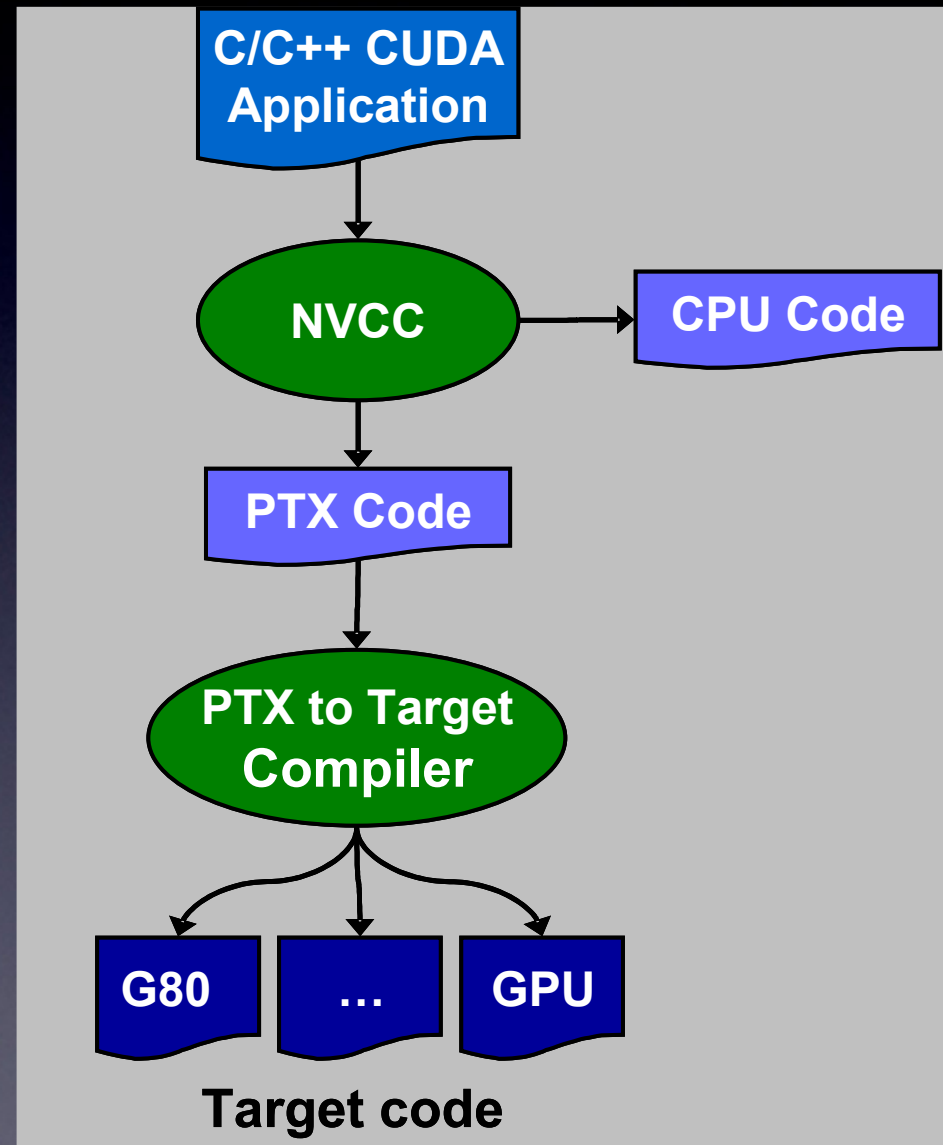 C/C++ CUDA
Application
NVCC
CPU Code
PTX Code
PTX to Target
Compiler
G80
…
GPU
Target code